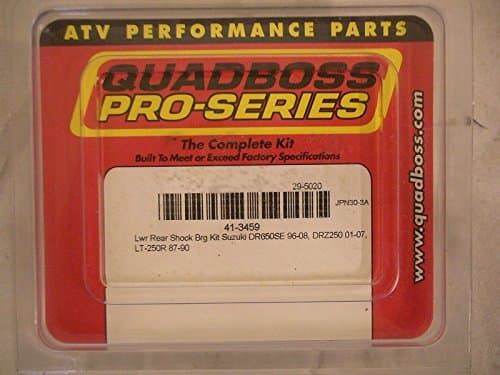 ATV PERFORMANCE PARTS
QUADBOSS
PRO-SERIES
The Complete Kit
Built To Meet or Exceed Factory Specifications
29-5020
JPN30-3A
41-3459
Lwr Rear Shock Brg Kit Suzuki DR650SE 96-08, DRZ250 01-07,
LT-250R 87-90
www.quadboss.com